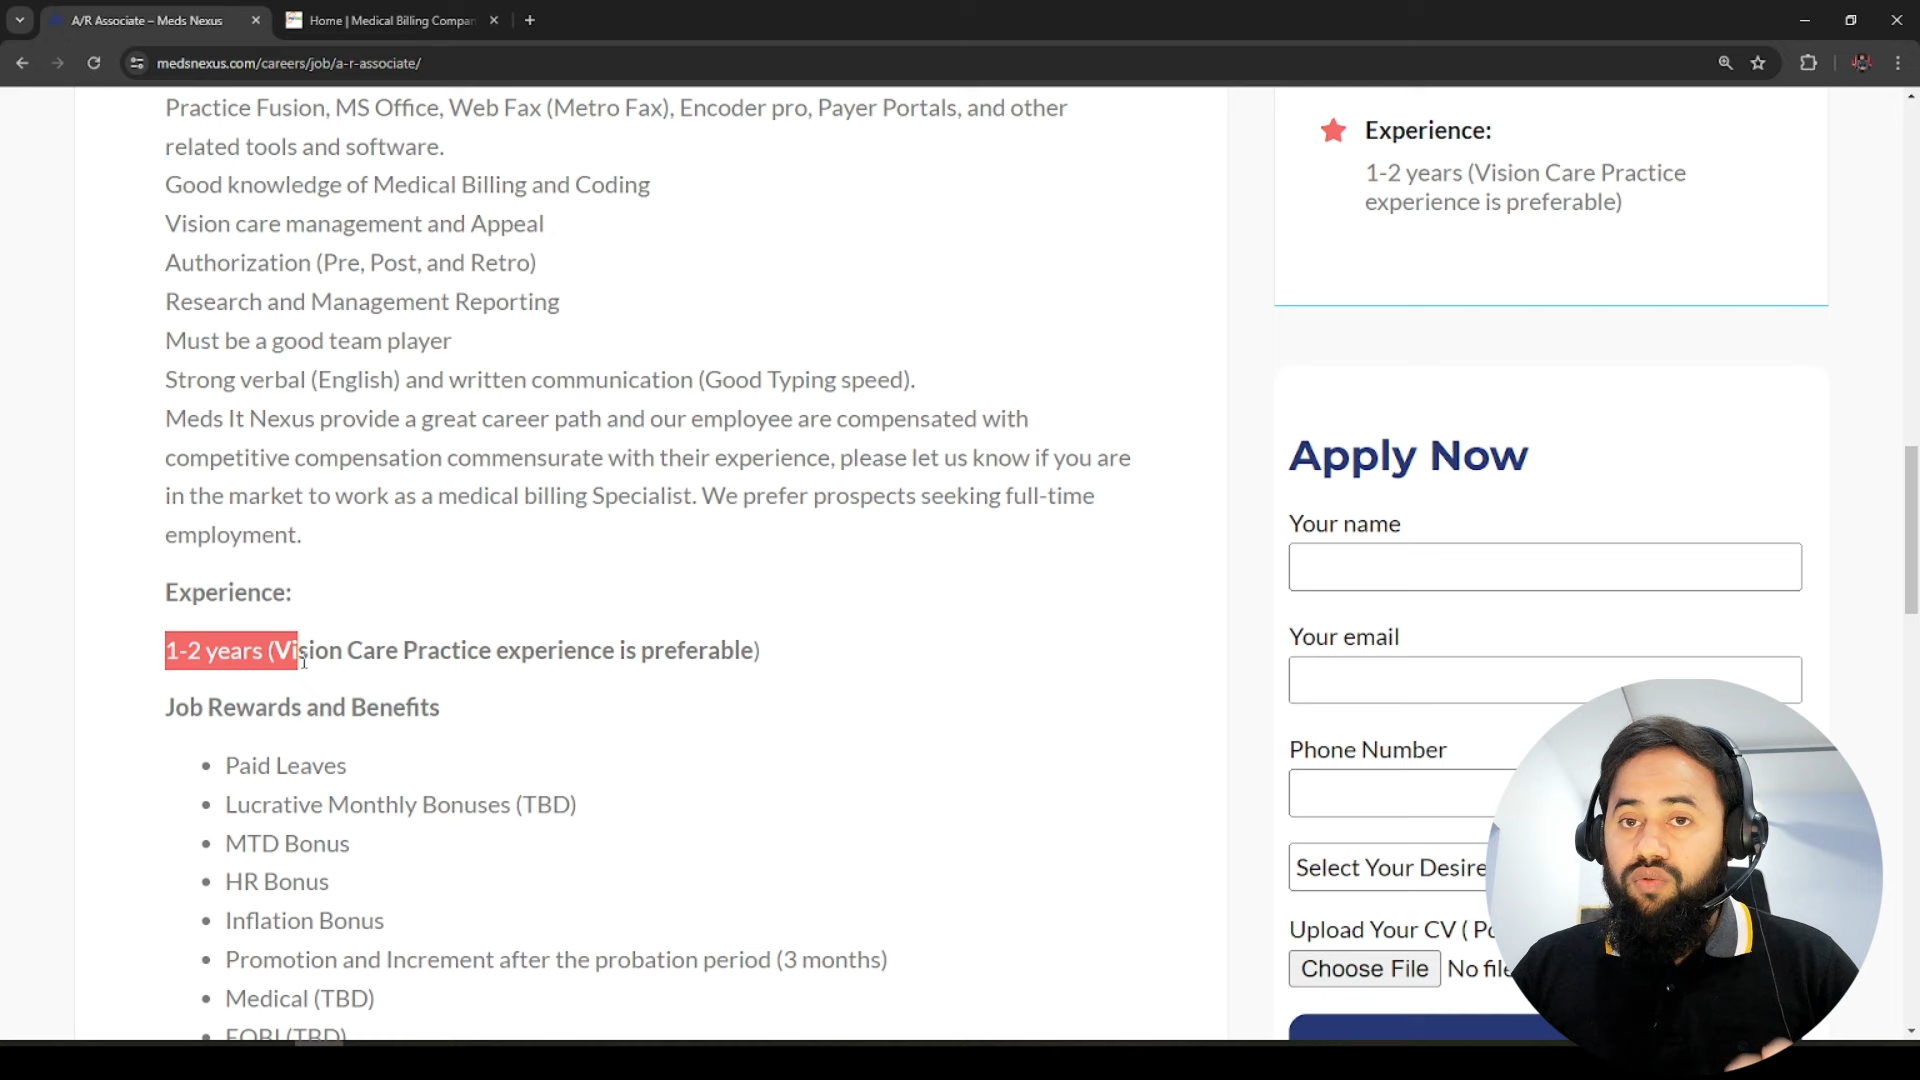 A/R Associate – Meds Nexus
Home | Medical Billing Compan
medsnexus.com/careers/job/a-r-associate/
Practice Fusion, MS Office, Web Fax (Metro Fax), Encoder pro, Payer Portals, and other
related tools and software.
Good knowledge of Medical Billing and Coding
Vision care management and Appeal
Authorization (Pre, Post, and Retro)
Research and Management Reporting
Must be a good team player
Strong verbal (English) and written communication (Good Typing speed).
Meds It Nexus provide a great career path and our employee are compensated with
competitive compensation commensurate with their experience, please let us know if you are
in the market to work as a medical billing Specialist. We prefer prospects seeking full-time
employment.
Experience:
1-2 years (Vision Care Practice experience is preferable)
Job Rewards and Benefits
Paid Leaves
Lucrative Monthly Bonuses (TBD)
MTD Bonus
HR Bonus
Inflation Bonus
Promotion and Increment after the probation period (3 months)
Medical (TBD)
EOBI (TBD)
Experience:
1-2 years (Vision Care Practice
experience is preferable)
Apply Now
Your name
Your email
Phone Number
Select Your Desire
Upload Your CV ( Po
Choose File No file